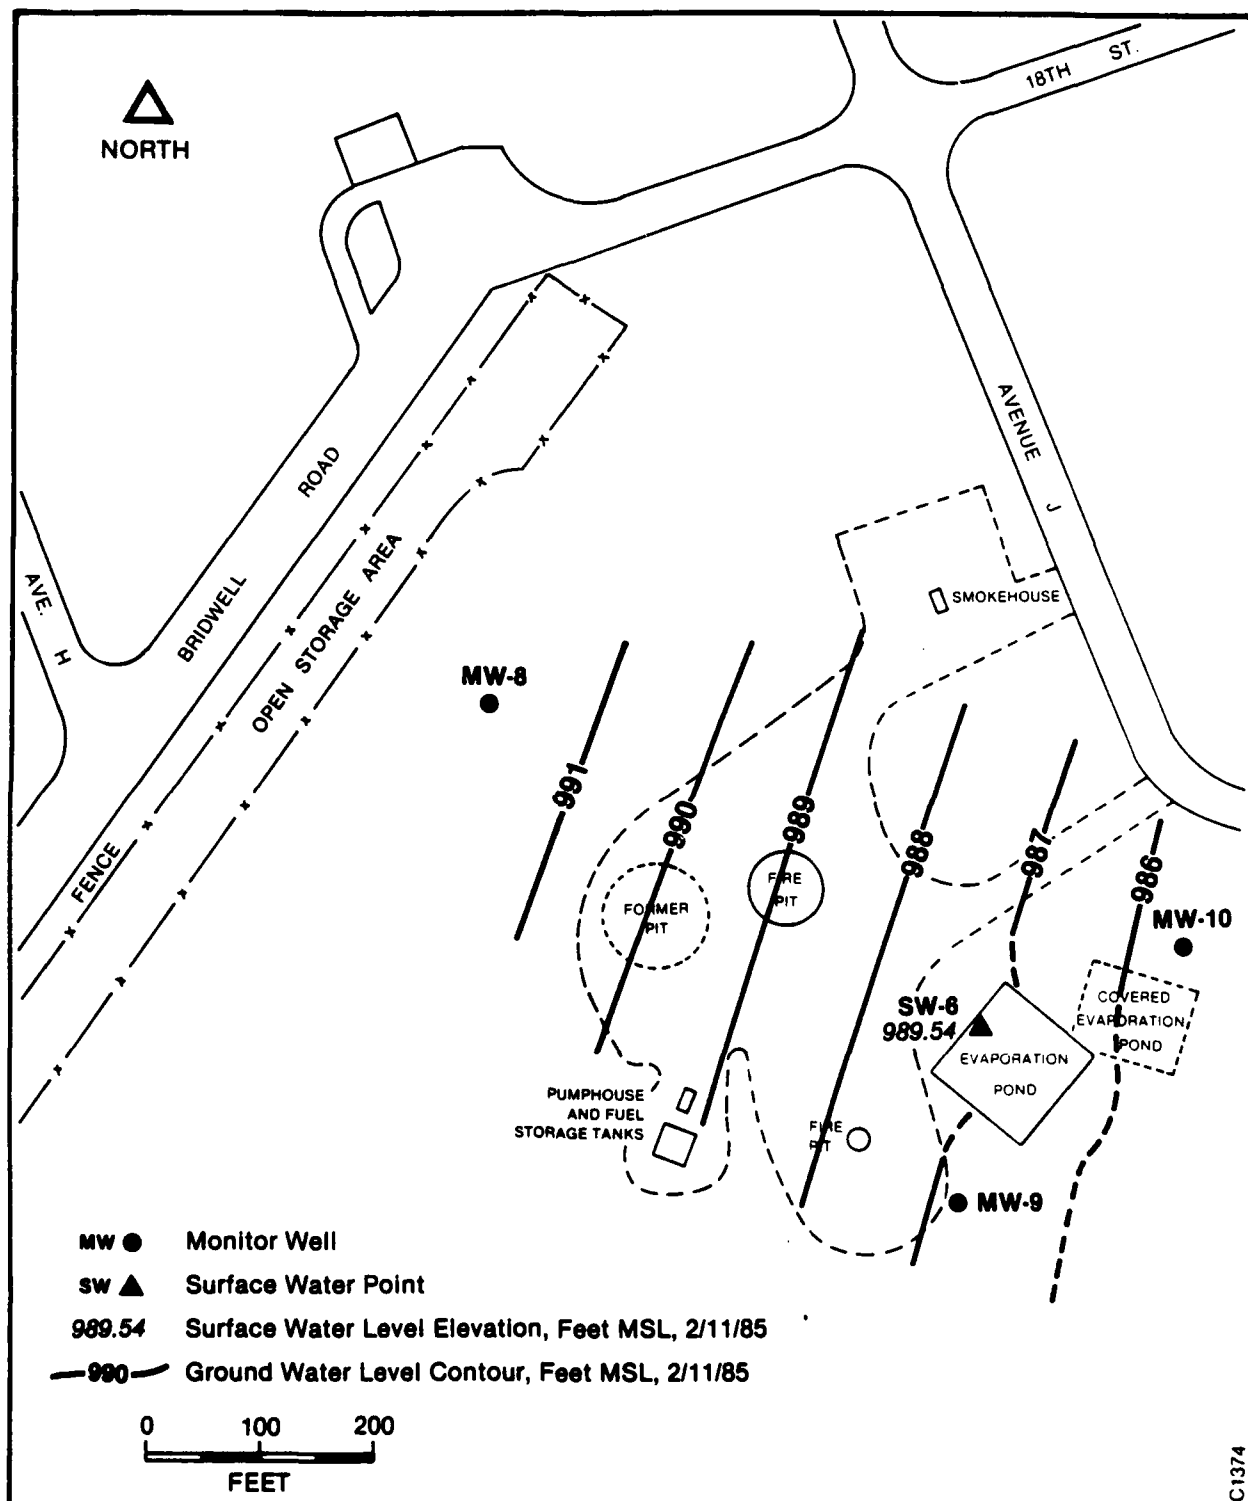 18TH ST.
NORTH
AVENUE J
ROAD
BRIDWELL
AVE. H
OPEN STORAGE AREA
FENCE
SMOKEHOUSE
MW-8
991
990
989
988
987
986
FORMER
PIT
FIRE
PIT
MW-10
SW-6
989.54
COVERED
EVAPORATION
POND
EVAPORATION
POND
PUMPHOUSE
AND FUEL
STORAGE TANKS
FIRE
PIT
MW-9
MW Monitor Well
SW Surface Water Point
989.54 Surface Water Level Elevation, Feet MSL, 2/11/85
990 Ground Water Level Contour, Feet MSL, 2/11/85
0 100 200
FEET
C1374